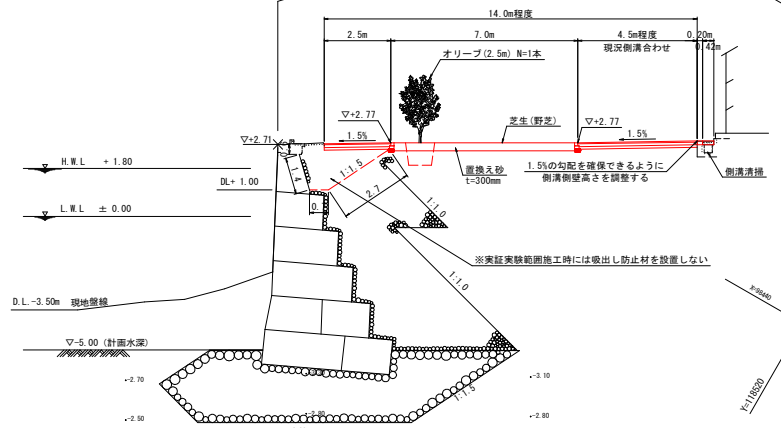 14.0m程度
2.5m
7.0m
4.5m程度
0.20m
現況側溝合わせ
0.42m
オリーブ(2.5m) N=1本
▽+2.77
芝生(野芝)
▽+2.77
▽+2.71
1.5%
1.5%
H.W.L + 1.80
1:1.5
置換え砂
t=300mm
1.5%の勾配を確保できるように
側溝側壁高さを調整する
側溝清掃
DL+ 1.00
1.4
2.7
0.
L.W.L ± 0.00
1:1.0
※実証実験範囲施工時には吸出し防止材を設置しない
1:1.0
D.L.-3.50m 現地盤線
X=96440
▽-5.00 (計画水深)
-2.70
-3.10
1:1.5
-2.50
-2.80
-2.80
Y=118520